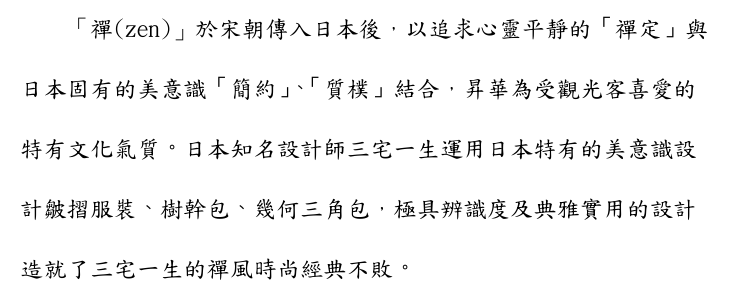 「禪(zen)」於宋朝傳入日本後，以追求心靈平靜的「禪定」與
日本固有的美意識「簡約」、「質樸」結合，昇華為受觀光客喜愛的
特有文化氣質。日本知名設計師三宅一生運用日本特有的美意識設
計皺摺服裝、樹幹包、幾何三角包，極具辨識度及典雅實用的設計
造就了三宅一生的禪風時尚經典不敗。